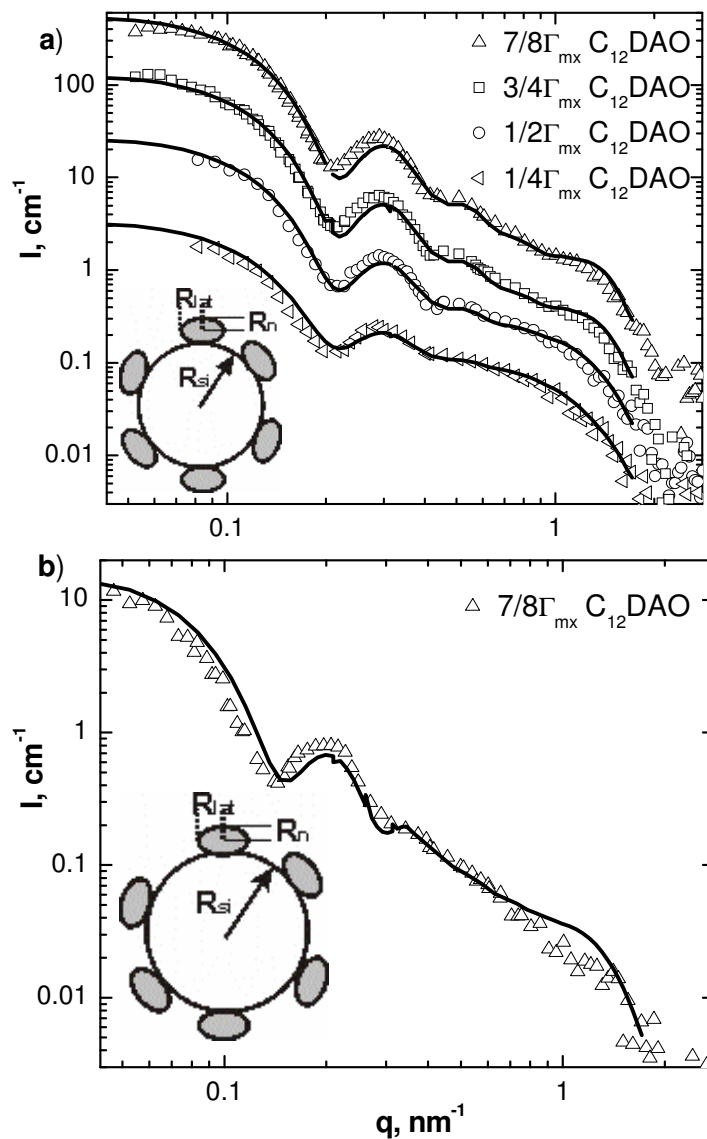 a)
△ 7/8Γmx C12DAO
□ 3/4Γmx C12DAO
○ 1/2Γmx C12DAO
◁ 1/4Γmx C12DAO
100
10
1
0.1
0.01
I, cm-1
Rlat
Rn
Rsi
0.1 1
b)
△ 7/8Γmx C12DAO
10
1
0.1
0.01
I, cm-1
Rlat
Rn
Rsi
0.1 1
q, nm-1